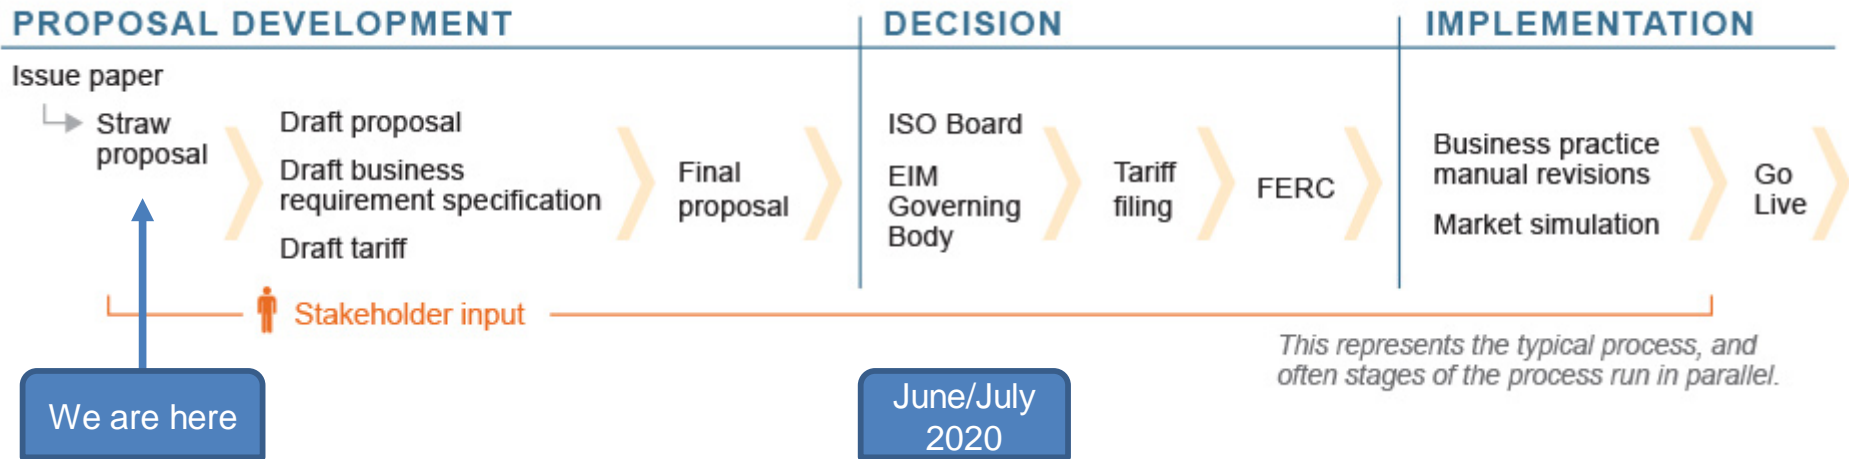 PROPOSAL DEVELOPMENT
DECISION
IMPLEMENTATION
Issue paper
Straw
proposal
Draft proposal
Draft business
requirement specification
Draft tariff
Final
proposal
ISO Board
EIM
Governing
Body
Tariff
filing
FERC
Business practice
manual revisions
Market simulation
Go
Live
Stakeholder input
This represents the typical process, and
often stages of the process run in parallel.
We are here
June/July
2020